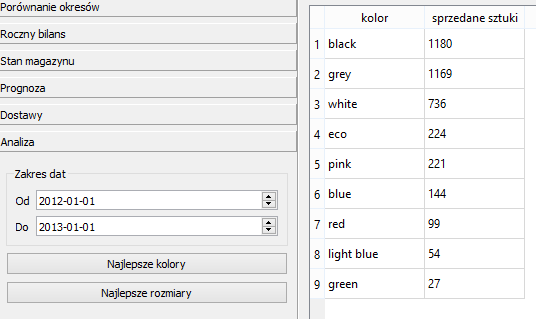 Porównanie okresów
Roczny bilans
Stan magazynu
Prognoza
Dostawy
Analiza
Zakres dat
Od 2012-01-01
Do 2013-01-01
Najlepsze kolory
Najlepsze rozmiary
kolor sprzedane sztuki
1 black 1180
2 grey 1169
3 white 736
4 eco 224
5 pink 221
6 blue 144
7 red 99
8 light blue 54
9 green 27